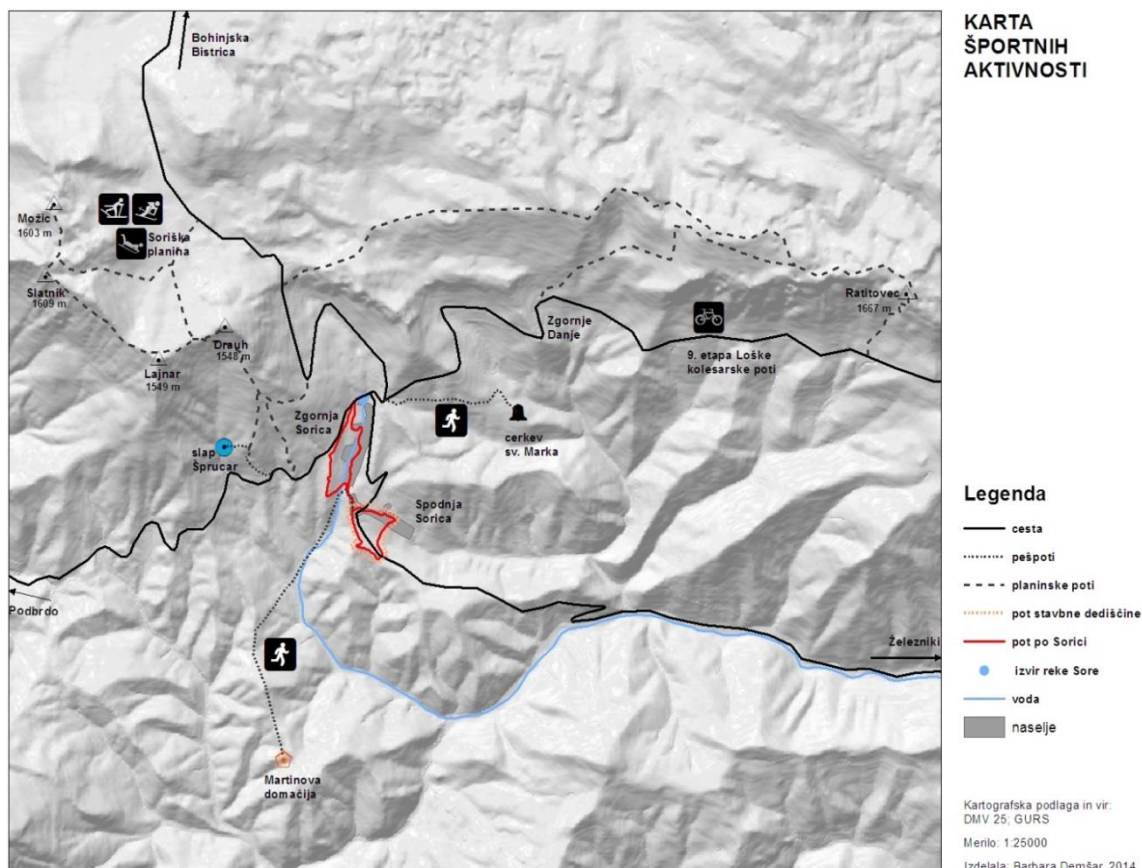 KARTA
ŠPORTNIH
AKTIVNOSTI
Bohinjska
Bistrica
Možic
1603 m
Soriška
planina
Slatnik
1609 m
Ratitovec
1667 m
Zgornje
Danje
Drauh
1548 m
9. etapa Loške
kolesarske poti
Lajnar
1549 m
Zgornja
Sorica
cerkev
sv. Marka
slap
Šprucar
Spodnja
Sorica
Podbrdo
Železniki
Martinova
domačija
Legenda
cesta
pešpoti
planinske poti
pot stavbne dediščine
pot po Sorici
izvir reke Sore
voda
naselje
Kartografska podlaga in vir:
DMV 25; GURS
Merilo: 1:25000
Izdelala: Barbara Demšar, 2014